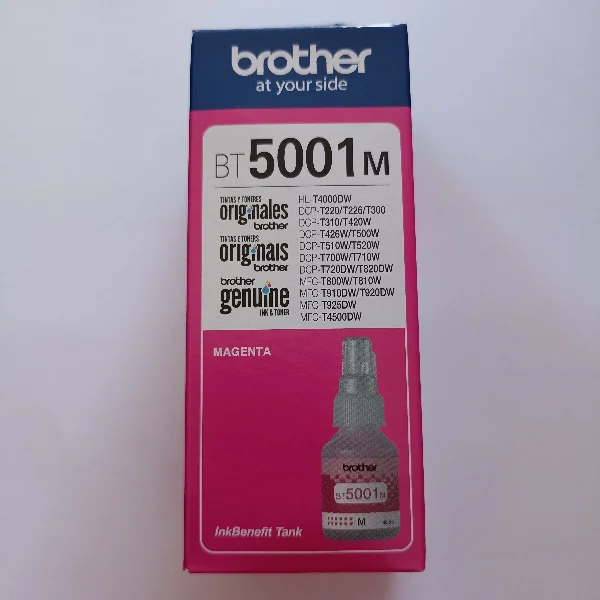 brother
at your side
BT5001M
TINTAS Y TÓNERES
originales
brother
TINTAS E TONERS
originais
brother
brother
genuine
INK & TONER
HL-T4000DW
DCP-T220/T226/T300
DCP-T310/T420W
DCP-T426W/T500W
DCP-T510W/T520W
DCP-T700W/T710W
DCP-T720DW/T820DW
MFC-T800W/T810W
MFC-T910DW/T920DW
MFC-T925DW
MFC-T4500DW
MAGENTA
brother
BT5001M
M
InkBenefit Tank